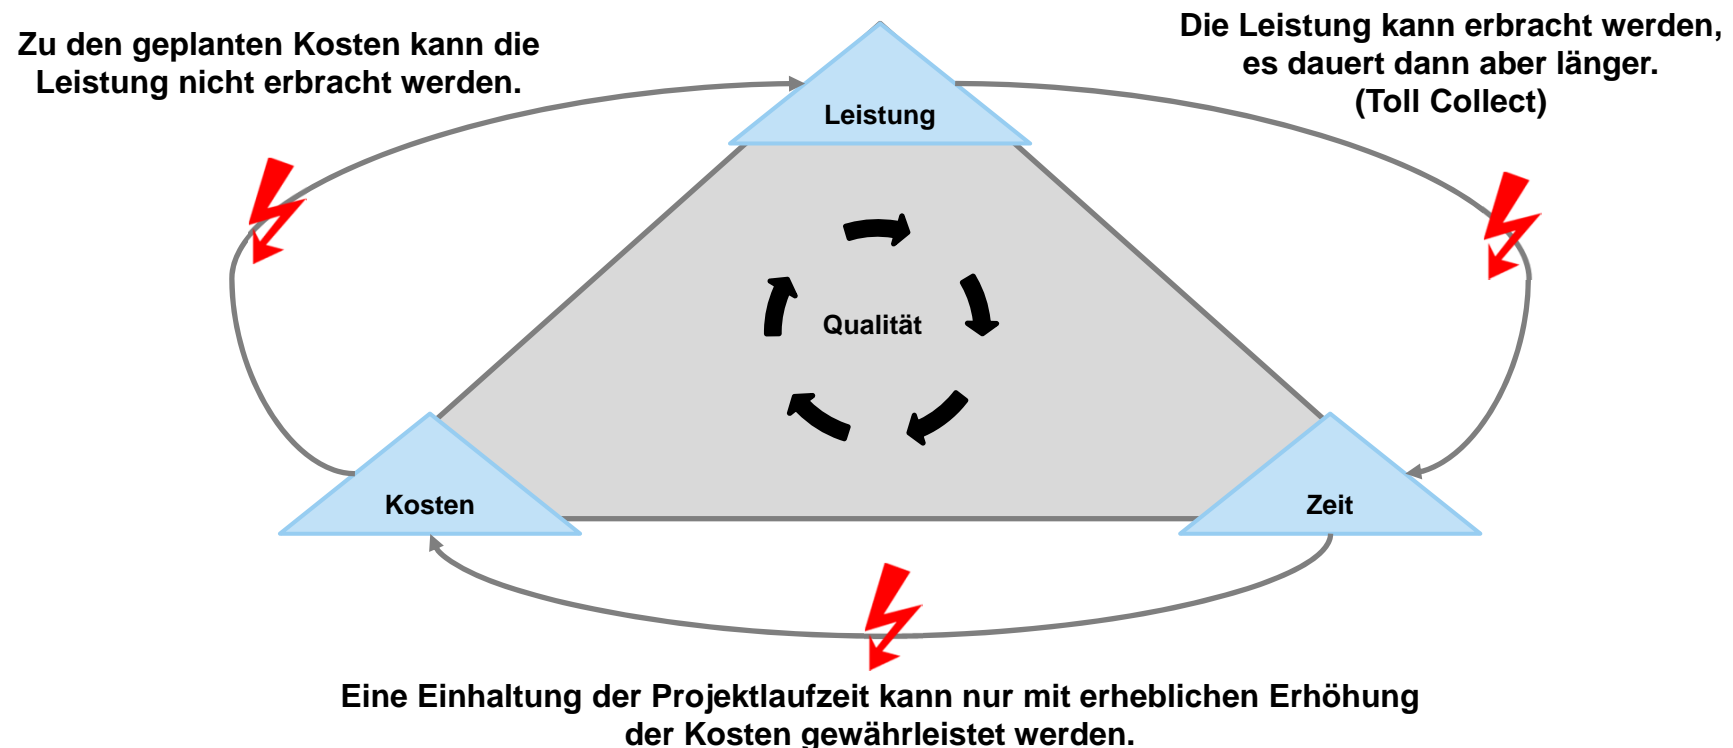 Zu den geplanten Kosten kann die
Leistung nicht erbracht werden.
Die Leistung kann erbracht werden,
es dauert dann aber länger.
(Toll Collect)
Leistung
Qualität
Kosten
Zeit
Eine Einhaltung der Projektlaufzeit kann nur mit erheblichen Erhöhung
der Kosten gewährleistet werden.